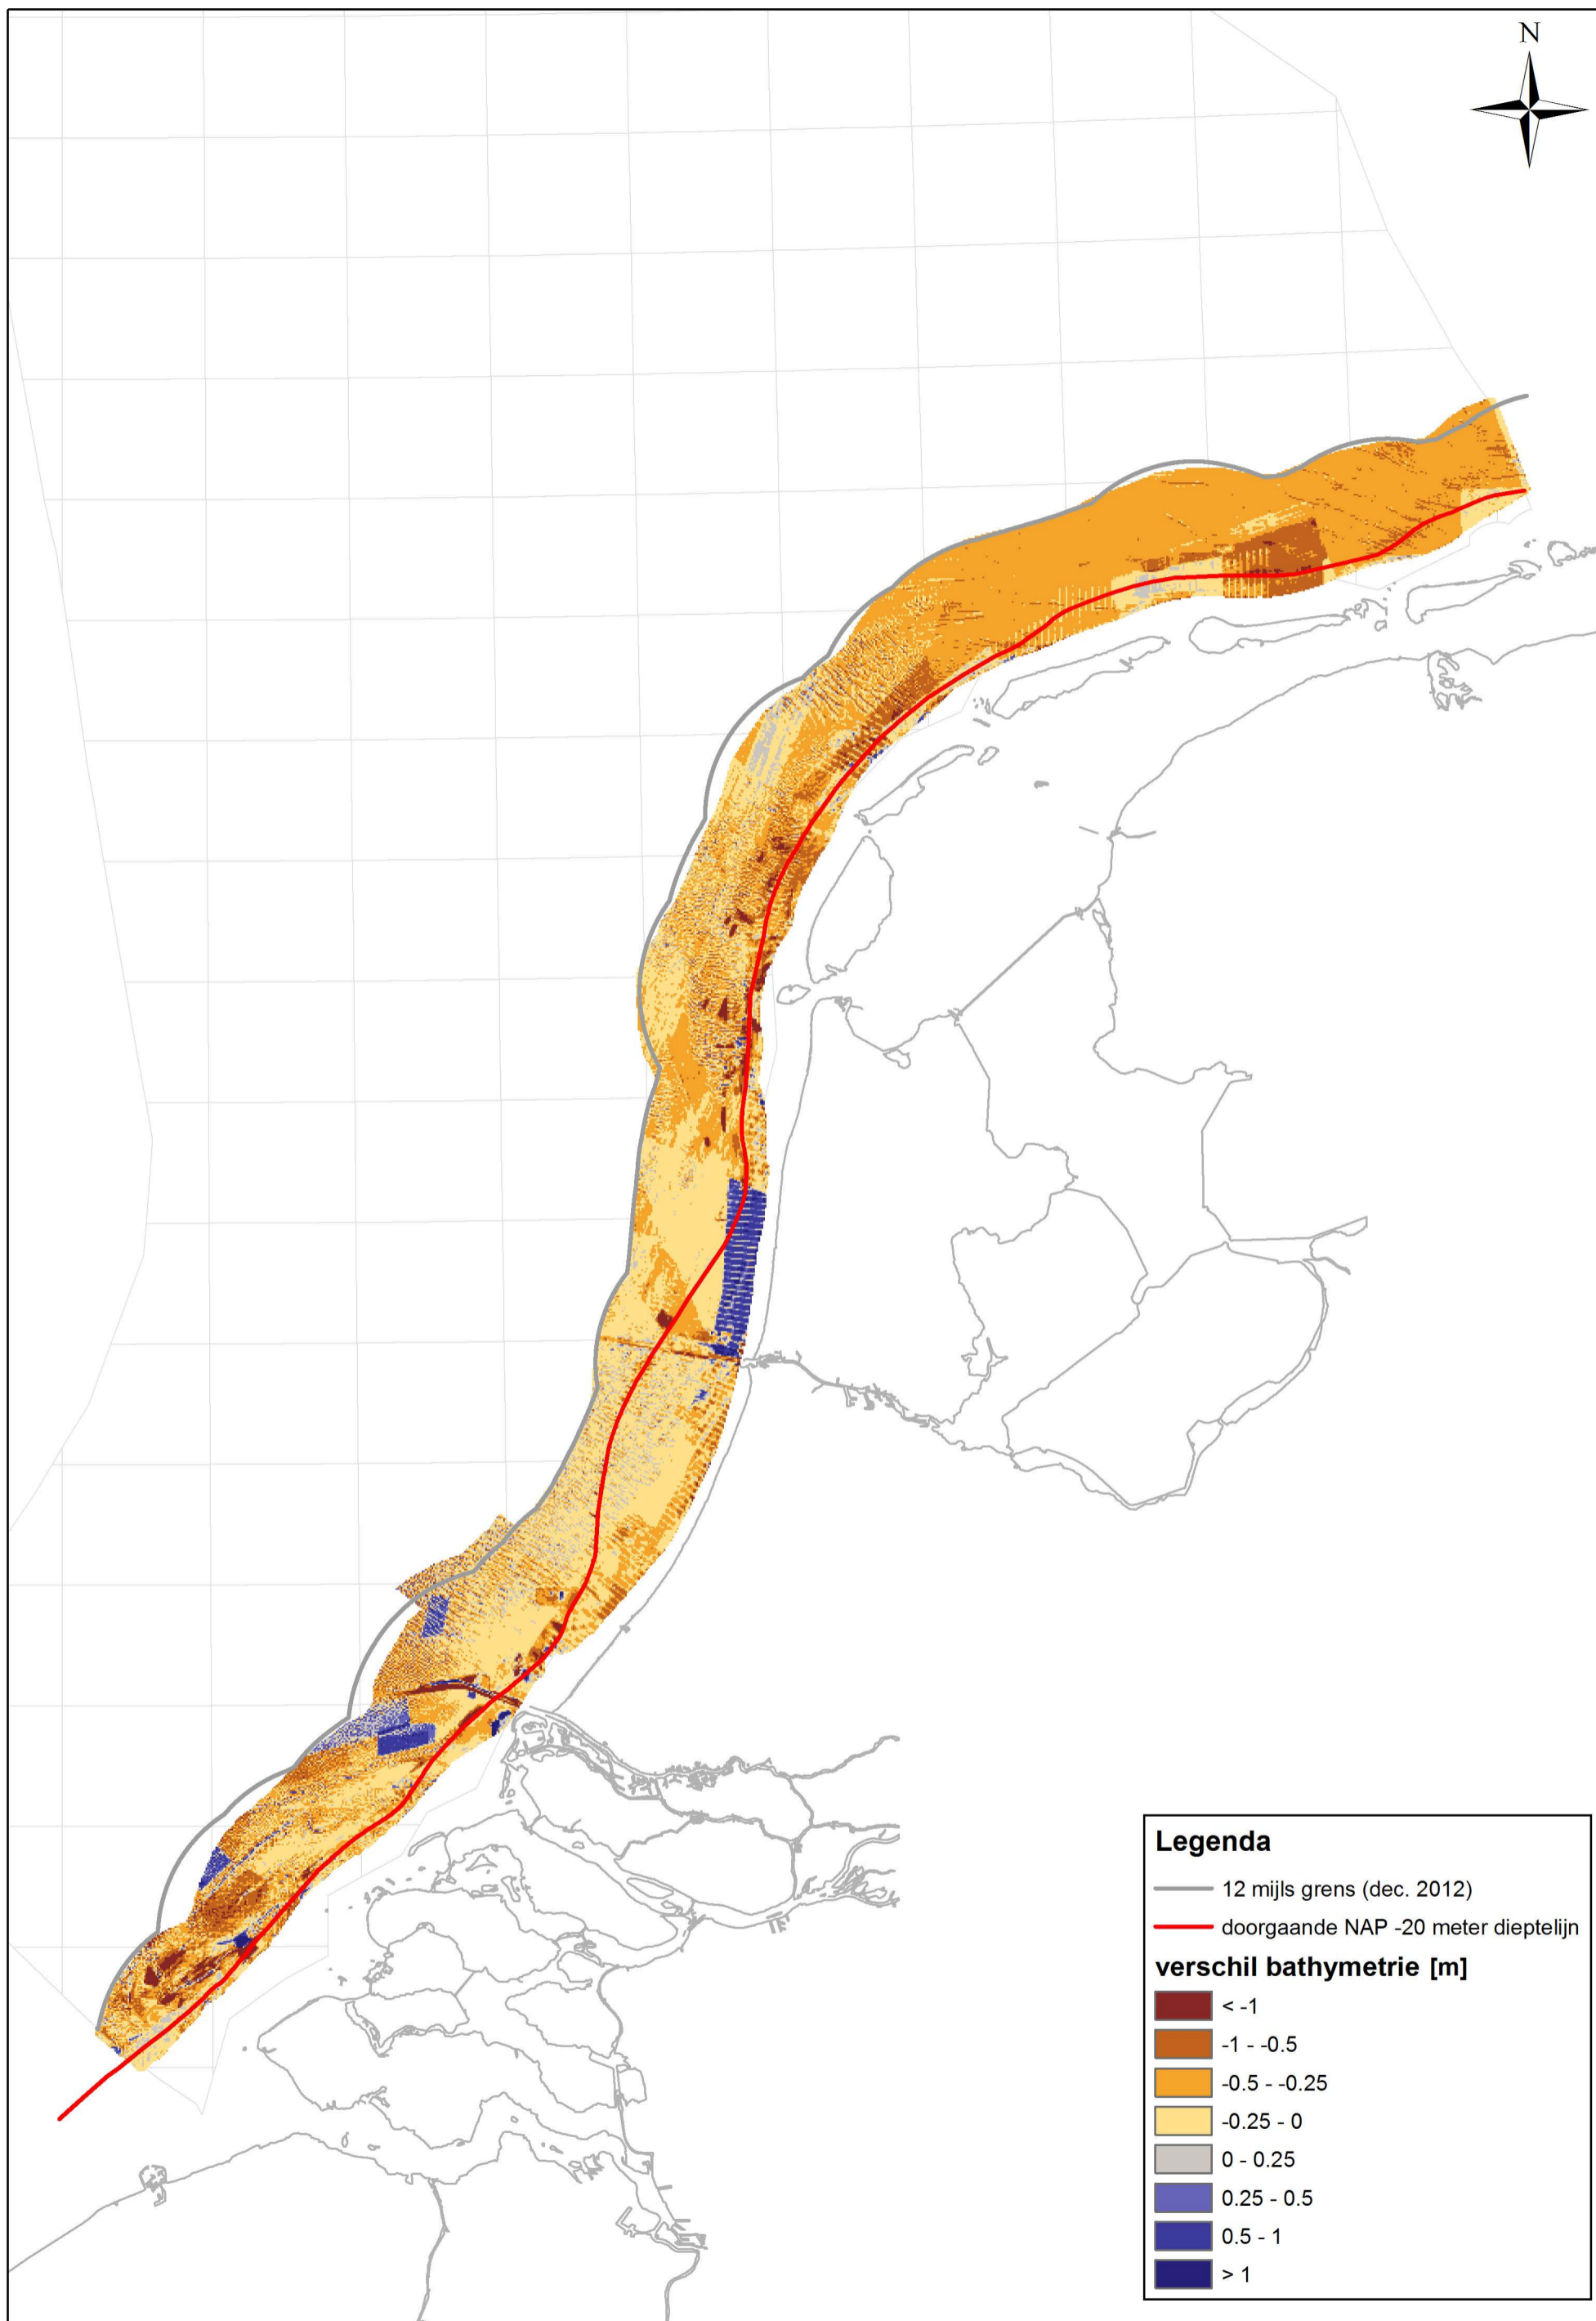 N
Legenda
12 mijls grens (dec. 2012)
doorgaande NAP -20 meter dieptelijn
verschil bathymetrie [m]
< -1
-1 - -0.5
-0.5 - -0.25
-0.25 - 0
0 - 0.25
0.25 - 0.5
0.5 - 1
> 1